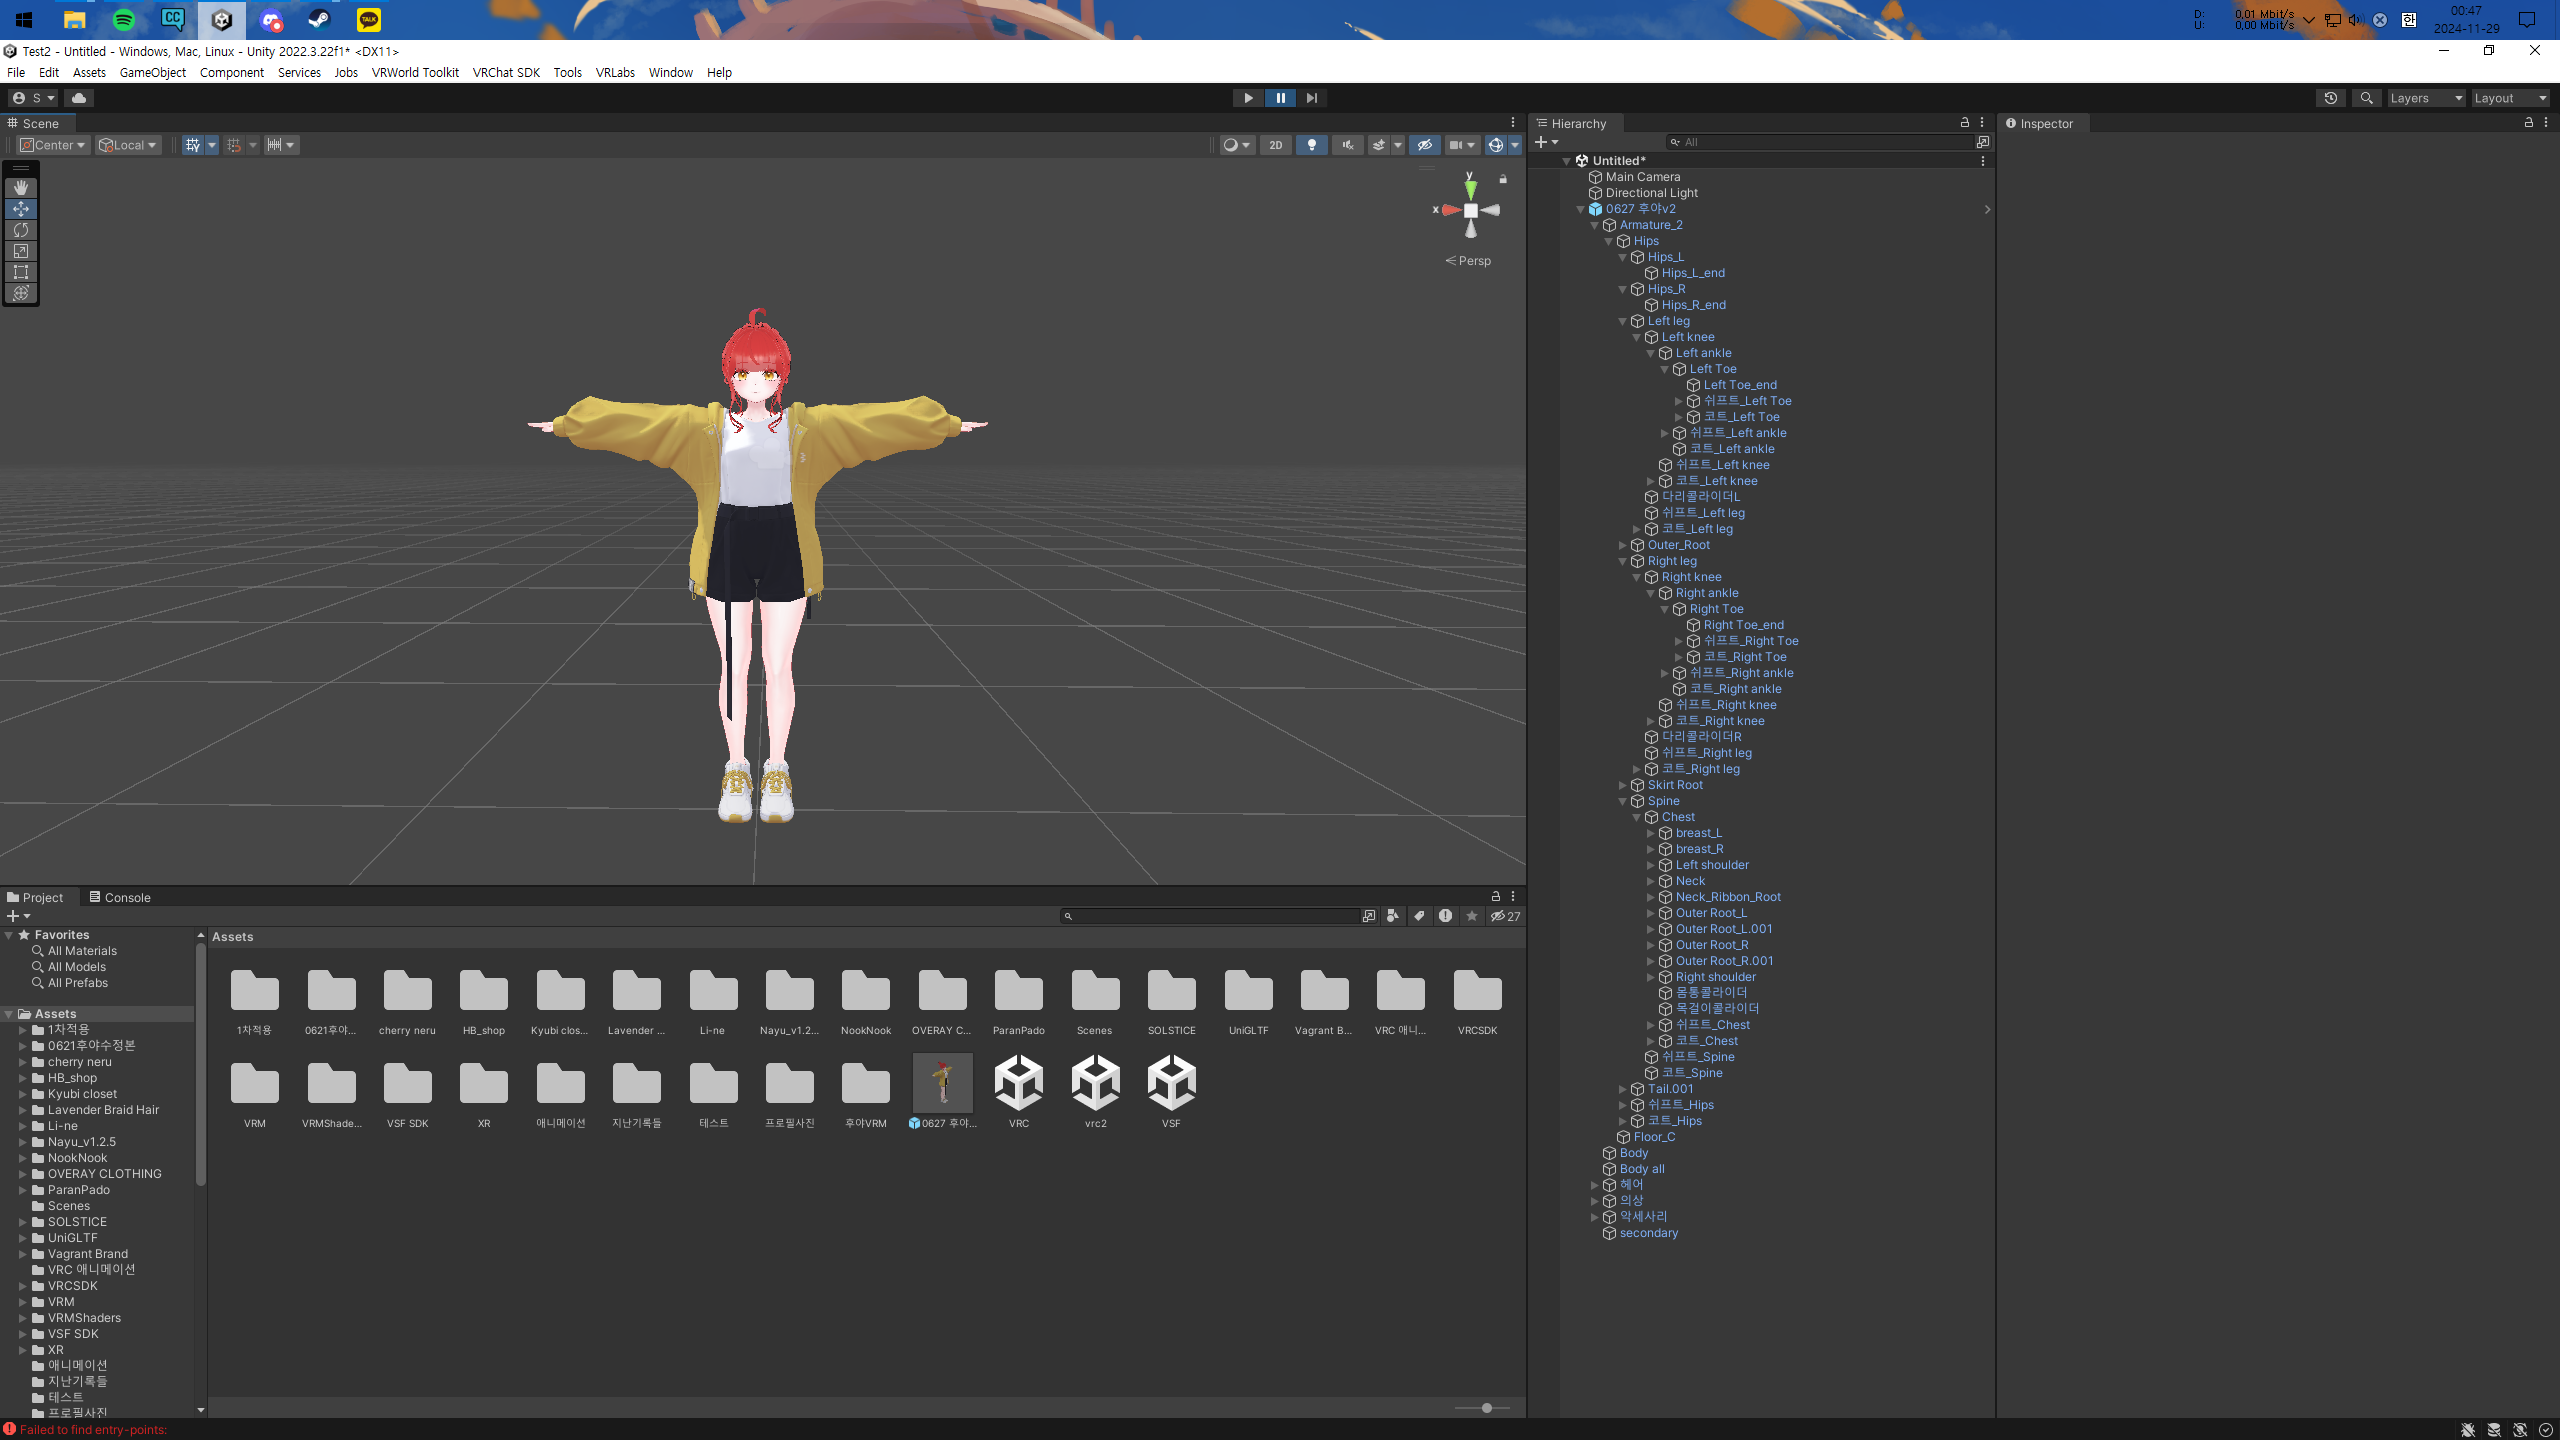 D: 0,01 Mbit/s
U: 0,00 Mbit/s
한
00:47
2024-11-29
CC
TALK
Test2 - Untitled - Windows, Mac, Linux - Unity 2022.3.22f1* <DX11>
File Edit Assets GameObject Component Services Jobs VRWorld Toolkit VRChat SDK Tools VRLabs Window Help
S
Layers
Layout
Scene
Center
Local
2D
y
x
Persp
Hierarchy
All
Untitled*
Main Camera
Directional Light
0627 후야v2
Armature_2
Hips
Hips_L
Hips_L_end
Hips_R
Hips_R_end
Left leg
Left knee
Left ankle
Left Toe
Left Toe_end
쉬프트_Left Toe
코트_Left Toe
쉬프트_Left ankle
코트_Left ankle
쉬프트_Left knee
코트_Left knee
다리콜라이더L
쉬프트_Left leg
코트_Left leg
Outer_Root
Right leg
Right knee
Right ankle
Right Toe
Right Toe_end
쉬프트_Right Toe
코트_Right Toe
쉬프트_Right ankle
코트_Right ankle
쉬프트_Right knee
코트_Right knee
다리콜라이더R
쉬프트_Right leg
코트_Right leg
Skirt Root
Spine
Chest
breast_L
breast_R
Left shoulder
Neck
Neck_Ribbon_Root
Outer Root_L
Outer Root_L.001
Outer Root_R
Outer Root_R.001
Right shoulder
몸통콜라이더
목걸이콜라이더
쉬프트_Chest
코트_Chest
쉬프트_Spine
코트_Spine
Tail.001
쉬프트_Hips
코트_Hips
Floor_C
Body
Body all
헤어
의상
악세사리
secondary
Inspector
Project
Console
27
Favorites
All Materials
All Models
All Prefabs
Assets
1차적용
0621후야수정본
cherry neru
HB_shop
Kyubi closet
Lavender Braid Hair
Li-ne
Nayu_v1.2.5
NookNook
OVERAY CLOTHING
ParanPado
Scenes
SOLSTICE
UniGLTF
Vagrant Brand
VRC 애니메이션
VRCSDK
VRM
VRMShaders
VSF SDK
XR
애니메이션
지난기록들
테스트
프로필사진
Assets
1차적용 0621후야... cherry neru HB_shop Kyubi clos... Lavender ... Li-ne Nayu_v1.2... NookNook OVERAY C... ParanPado Scenes SOLSTICE UniGLTF Vagrant B... VRC 애니... VRCSDK
VRM VRMShade... VSF SDK XR 애니메이션 지난기록들 테스트 프로필사진 후야VRM 0627 후야... VRC vrc2 VSF
Failed to find entry-points: